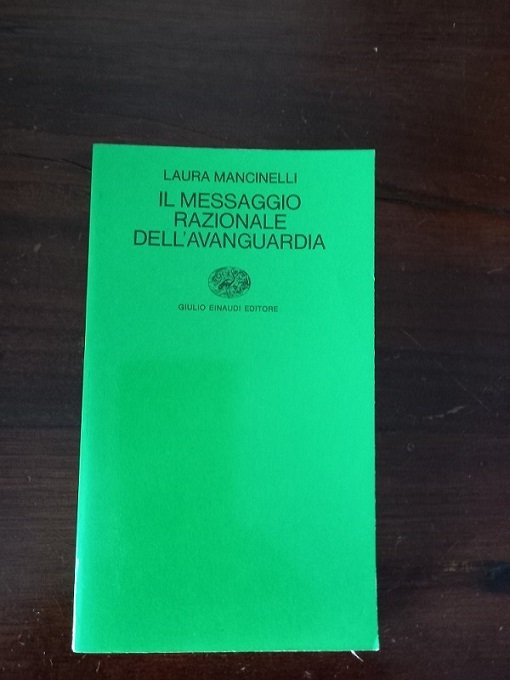 LAURA MANCINELLI
IL MESSAGGIO
RAZIONALE
DELL'AVANGUARDIA
GIULIO EINAUDI EDITORE